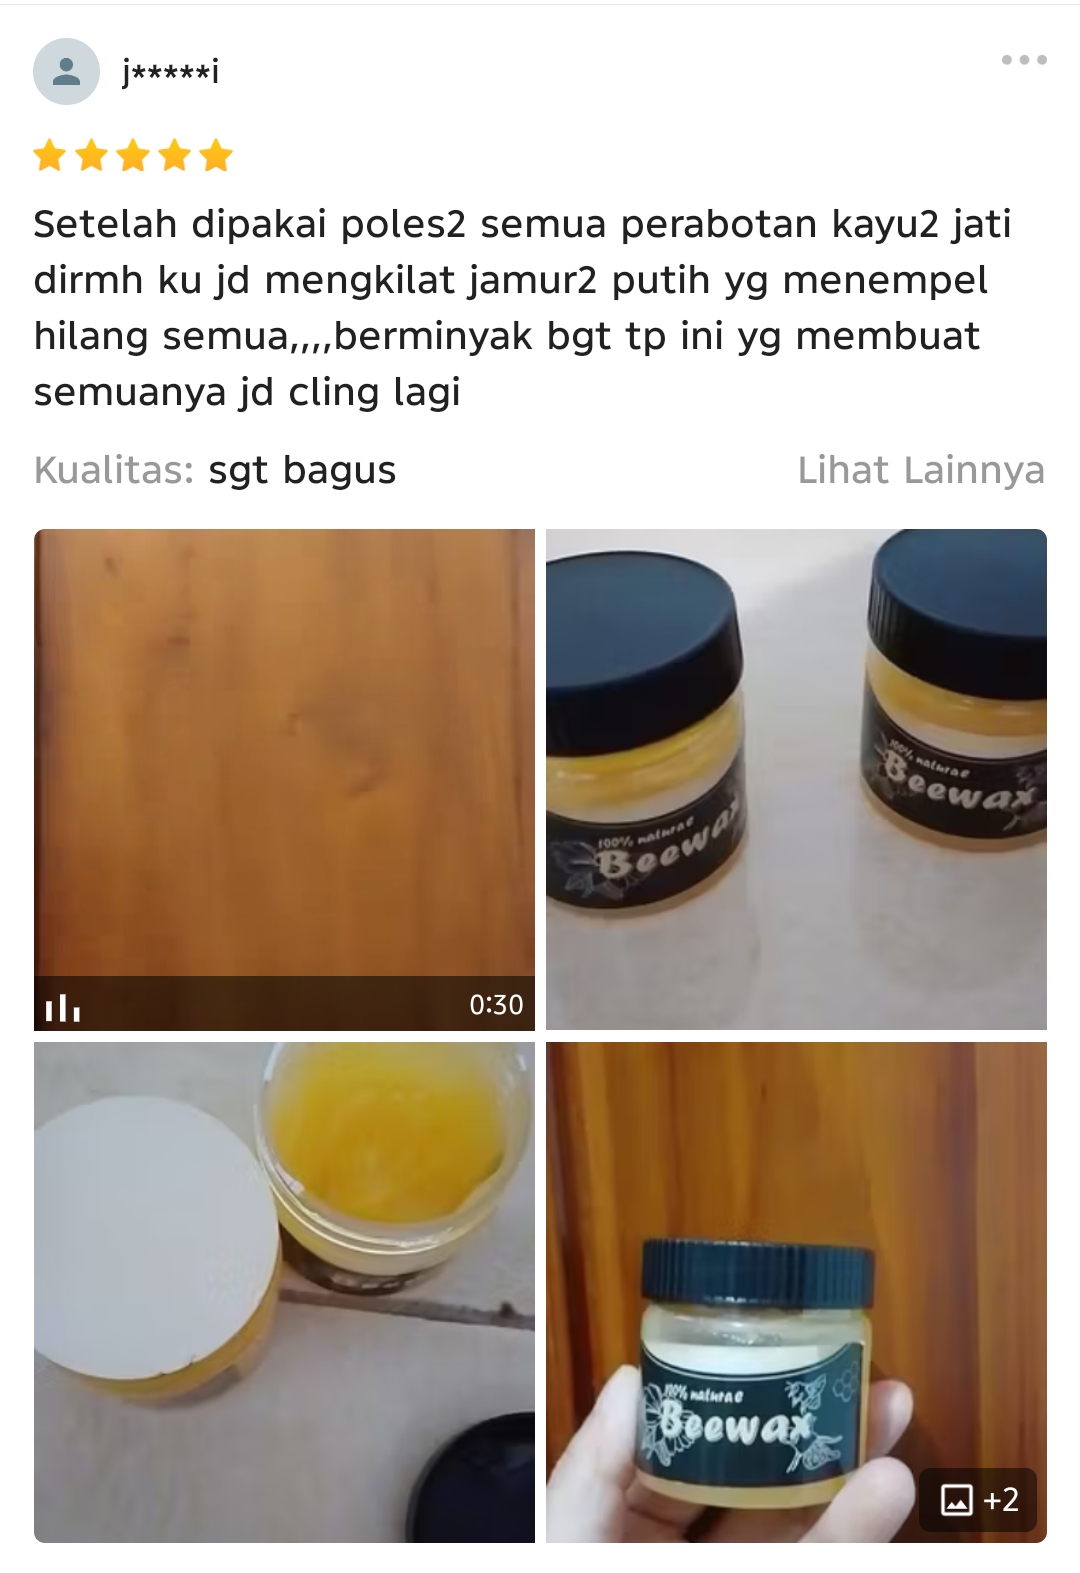 j*****i
Setelah dipakai poles2 semua perabotan kayu2 jati
dirmh ku jd mengkilat jamur2 putih yg menempel
hilang semua,,,,berminyak bgt tp ini yg membuat
semuanya jd cling lagi
Kualitas: sgt bagus
Lihat Lainnya
0:30
100% naturae
Beewax
100% naturae
Beewax
100% naturae
Beewax
+2